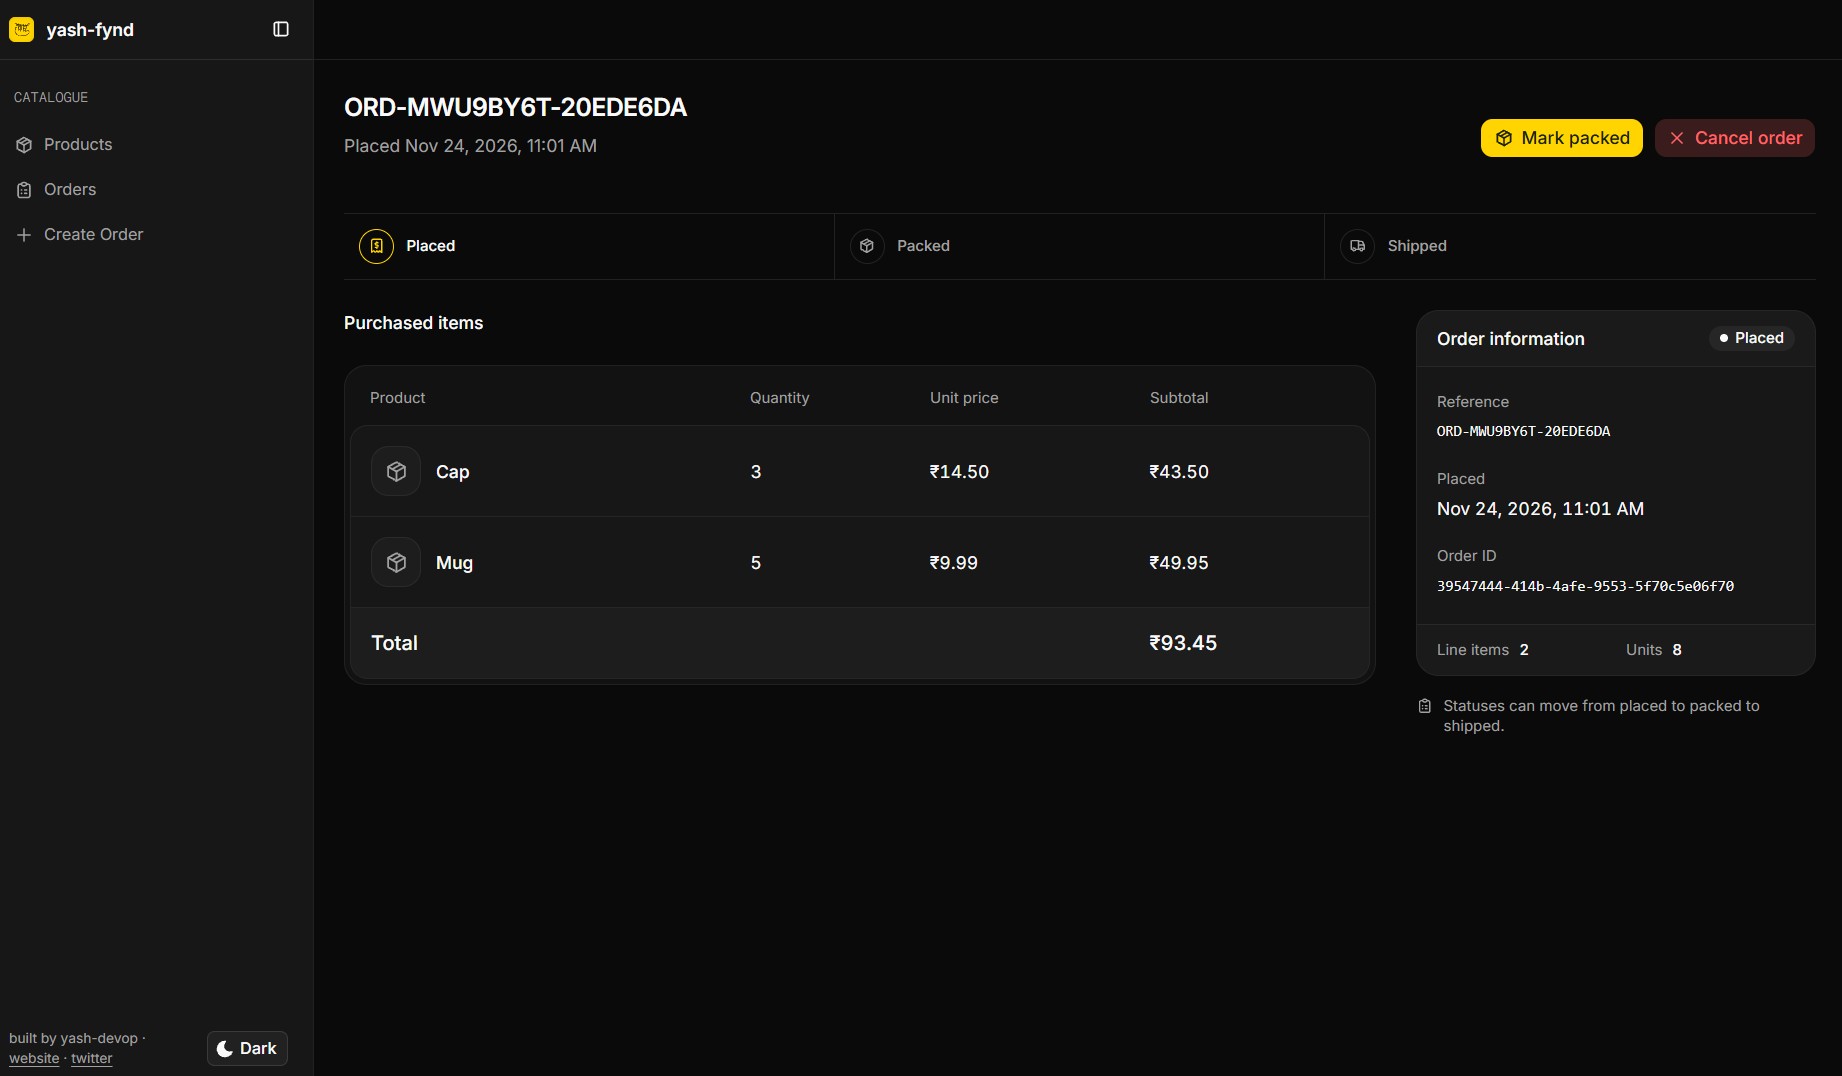 yash-fynd
CATALOGUE
Products
Orders
Create Order
ORD-MWU9BY6T-20EDE6DA
Placed Nov 24, 2026, 11:01 AM
Mark packed
Cancel order
Placed
Packed
Shipped
Purchased items
Product Quantity Unit price Subtotal
Cap 3 ₹14.50 ₹43.50
Mug 5 ₹9.99 ₹49.95
Total ₹93.45
Order information Placed
Reference
ORD-MWU9BY6T-20EDE6DA
Placed
Nov 24, 2026, 11:01 AM
Order ID
39547444-414b-4afe-9553-5f70c5e06f70
Line items 2 Units 8
Statuses can move from placed to packed to
shipped.
built by yash-devop ·
website · twitter
Dark